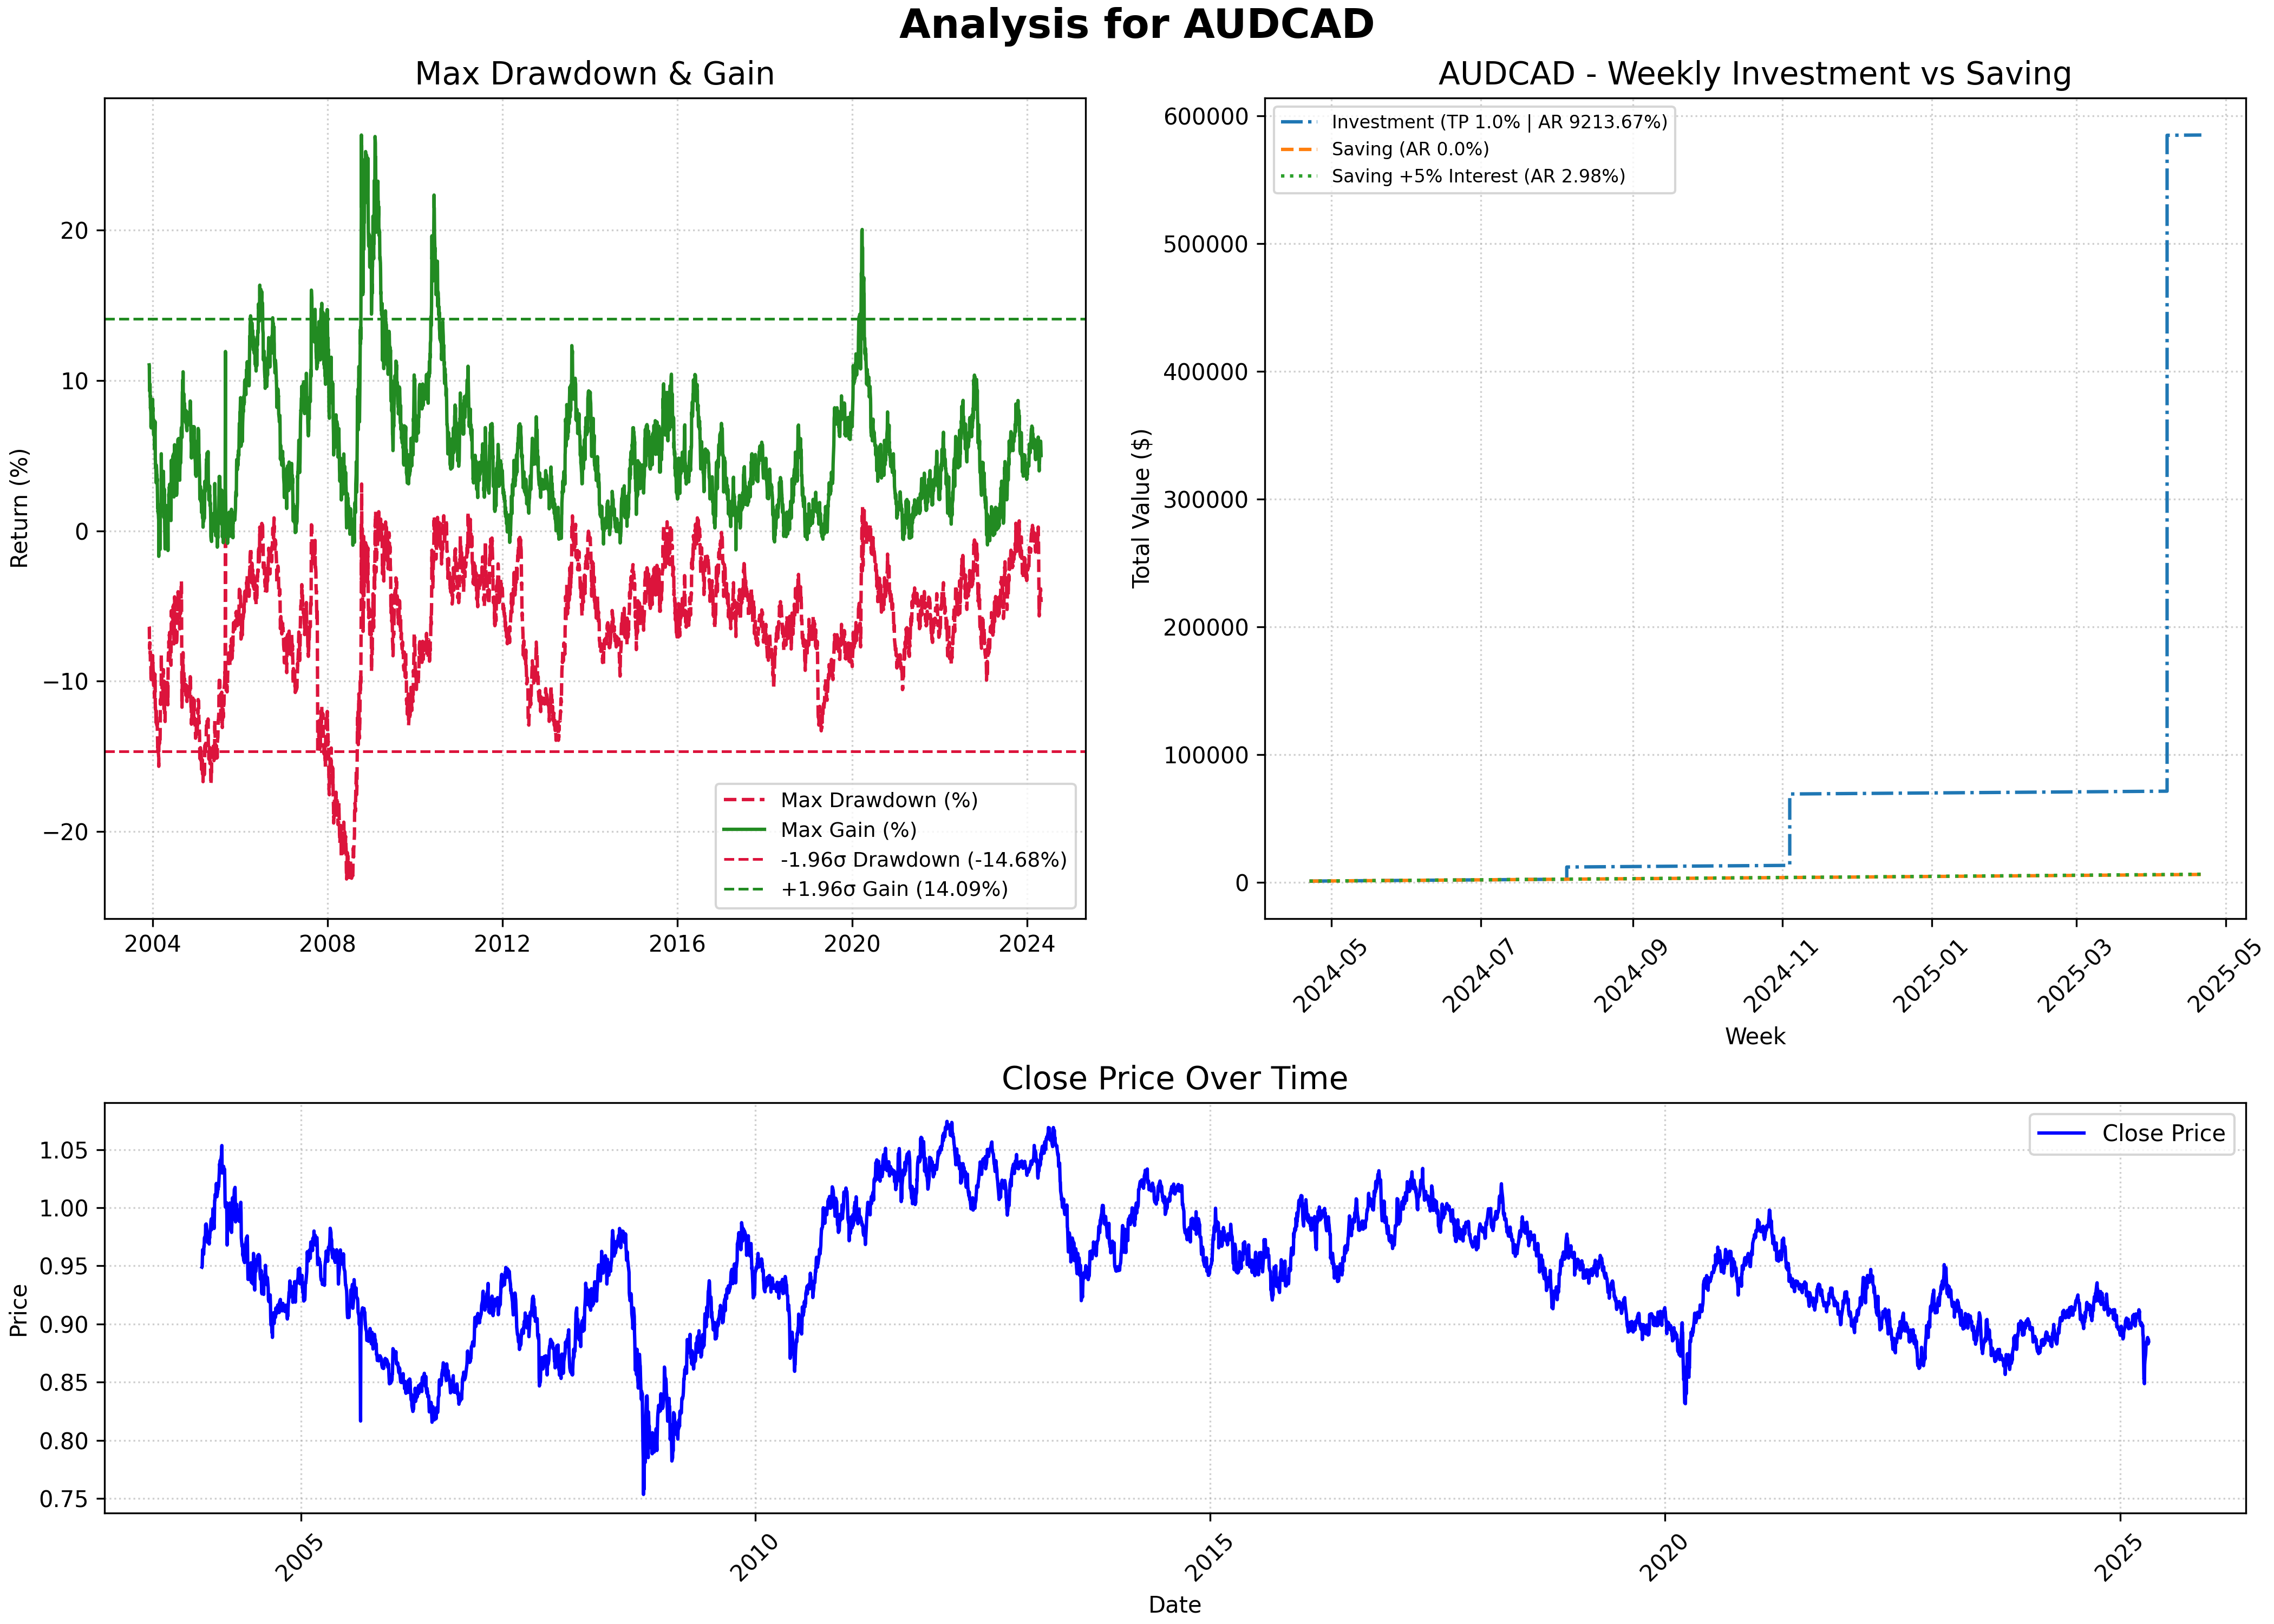 Analysis for AUDCAD
Max Drawdown & Gain
Return (%)
20
10
0
−10
−20
2004
2008
2012
2016
2020
2024
Max Drawdown (%)
Max Gain (%)
-1.96σ Drawdown (-14.68%)
+1.96σ Gain (14.09%)
AUDCAD - Weekly Investment vs Saving
Total Value ($)
600000
500000
400000
300000
200000
100000
0
Investment (TP 1.0% | AR 9213.67%)
Saving (AR 0.0%)
Saving +5% Interest (AR 2.98%)
2024-05
2024-07
2024-09
2024-11
2025-01
2025-03
2025-05
Week
Close Price Over Time
Price
1.05
1.00
0.95
0.90
0.85
0.80
0.75
Close Price
2005
2010
2015
2020
2025
Date